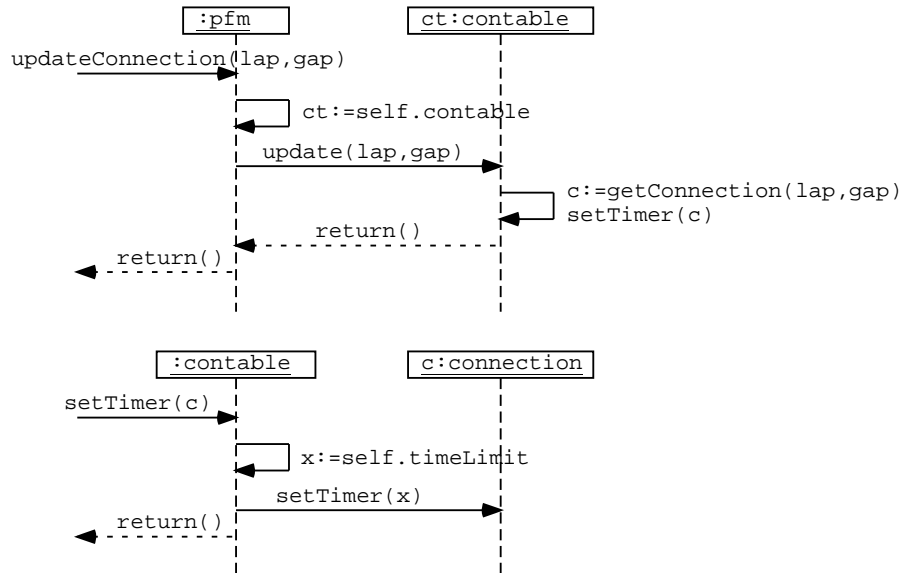 :pfm ct:contable
updateConnection(lap,gap)
ct:=self.contable
update(lap,gap)
c:=getConnection(lap,gap)
setTimer(c)
return()
return()
:contable c:connection
setTimer(c)
x:=self.timeLimit
setTimer(x)
return()